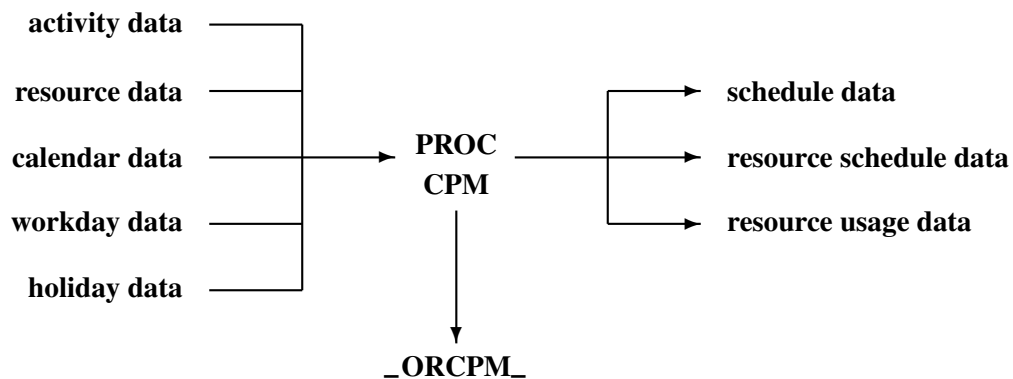 activity data
resource data
calendar data
workday data
holiday data
PROC
CPM
_ORCPM_
schedule data
resource schedule data
resource usage data